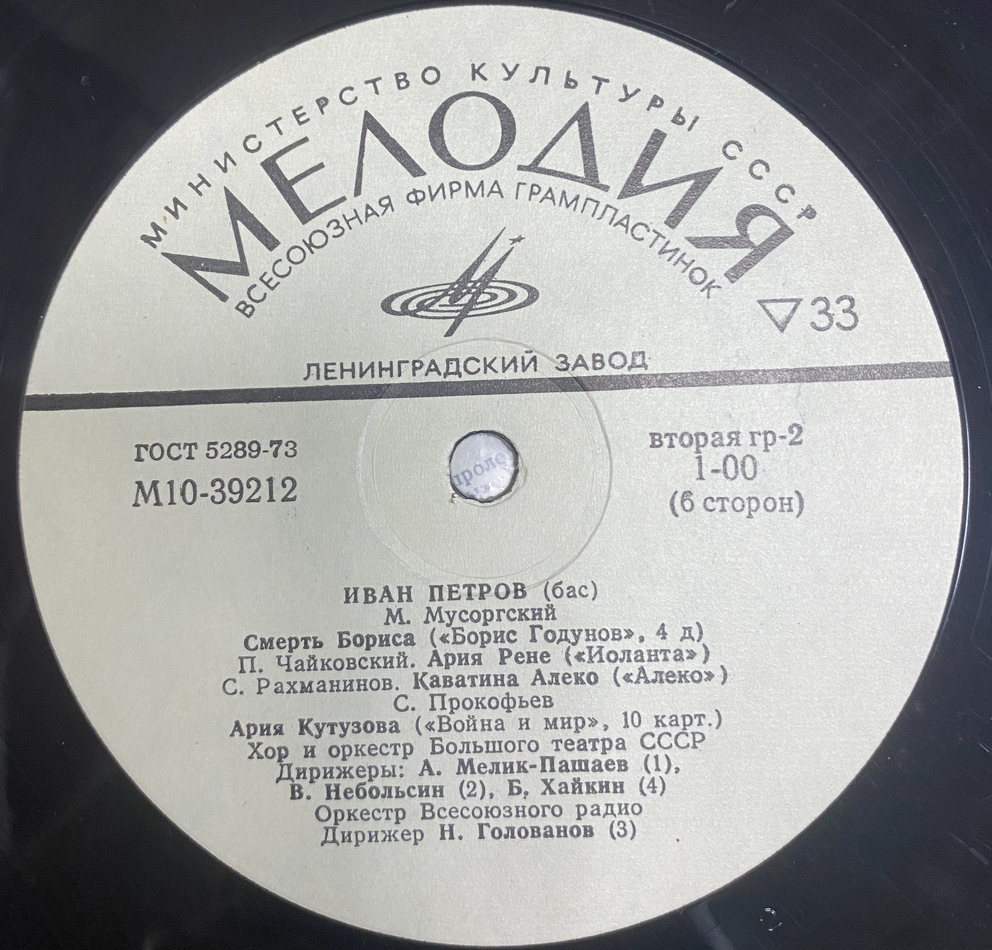 МИНИСТЕРСТВО КУЛЬТУРЫ СССР
МЕЛОДИЯ
ВСЕСОЮЗНАЯ ФИРМА ГРАМПЛАСТИНОК
33
ЛЕНИНГРАДСКИЙ ЗАВОД
ГОСТ 5289-73
М10-39212
вторая гр-2
1-00
(6 сторон)
ИВАН ПЕТРОВ (бас)
М. Мусоргский
Смерть Бориса («Борис Годунов», 4 д)
П. Чайковский. Ария Рене («Иоланта»)
С. Рахманинов. Каватина Алеко («Алеко»)
С. Прокофьев
Ария Кутузова («Война и мир», 10 карт.)
Хор и оркестр Большого театра СССР
Дирижеры: А. Мелик-Пашаев (1),
В. Небольсин (2), Б. Хайкин (4)
Оркестр Всесоюзного радио
Дирижер Н. Голованов (3)